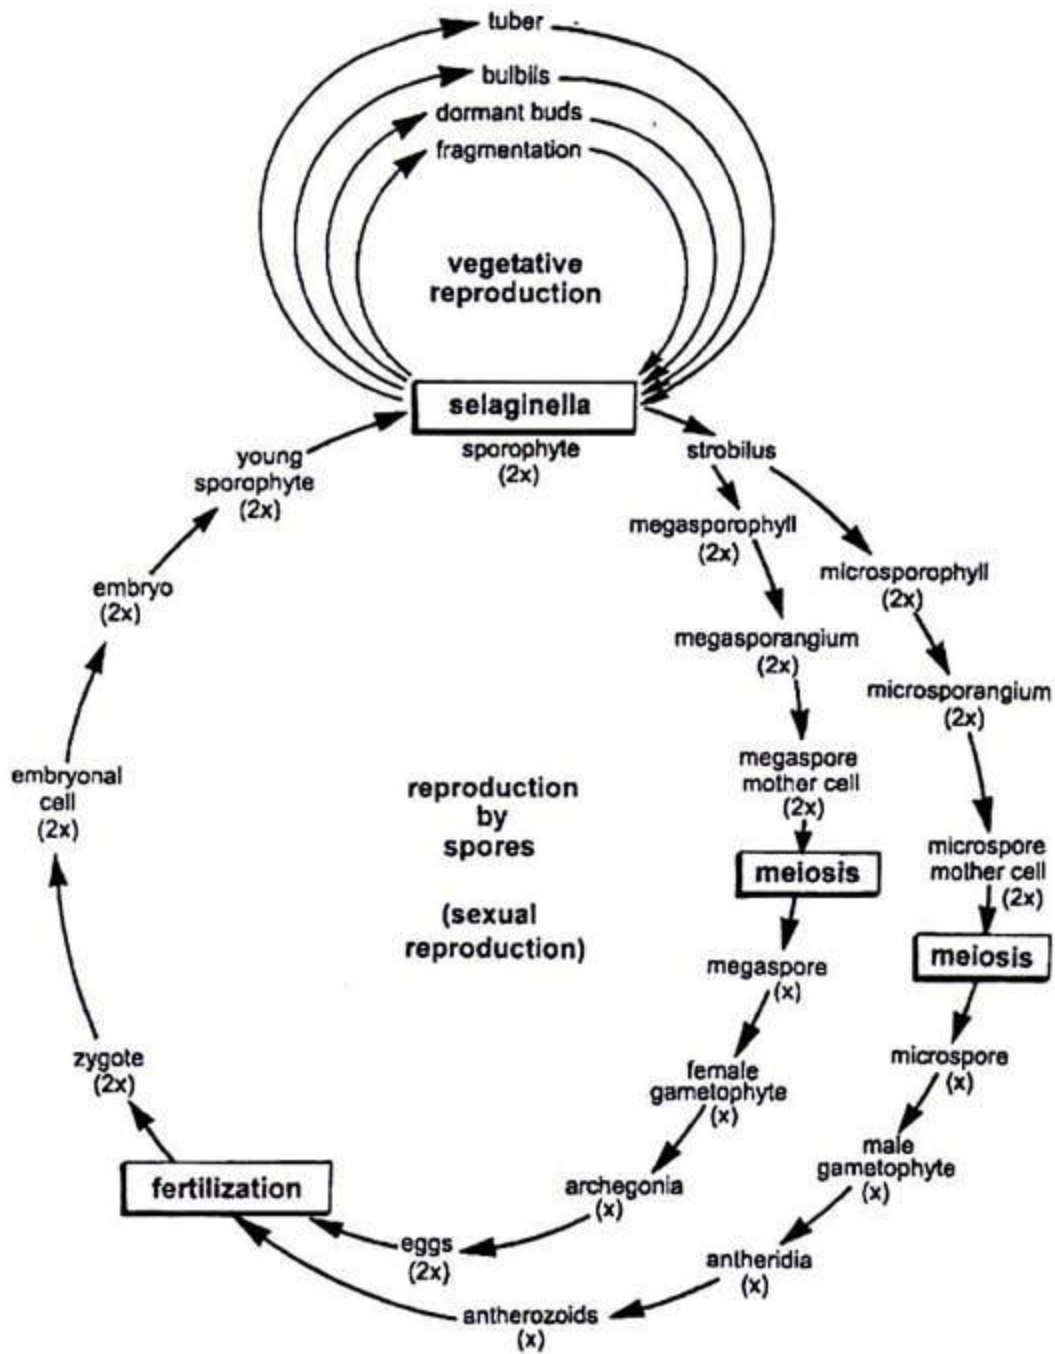 tuber
bulbils
dormant buds
fragmentation
vegetative
reproduction
selaginella
sporophyte
(2x)
strobilus
megasporophyll
(2x)
microsporophyll
(2x)
megasporangium
(2x)
microsporangium
(2x)
megaspore
mother cell
(2x)
meiosis
microspore
mother cell
(2x)
meiosis
megaspore
(x)
microspore
(x)
female
gametophyte
(x)
male
gametophyte
(x)
archegonia
(x)
antheridia
(x)
eggs
(2x)
antherozoids
(x)
fertilization
zygote
(2x)
embryonal
cell
(2x)
embryo
(2x)
young
sporophyte
(2x)
reproduction
by
spores
(sexual
reproduction)